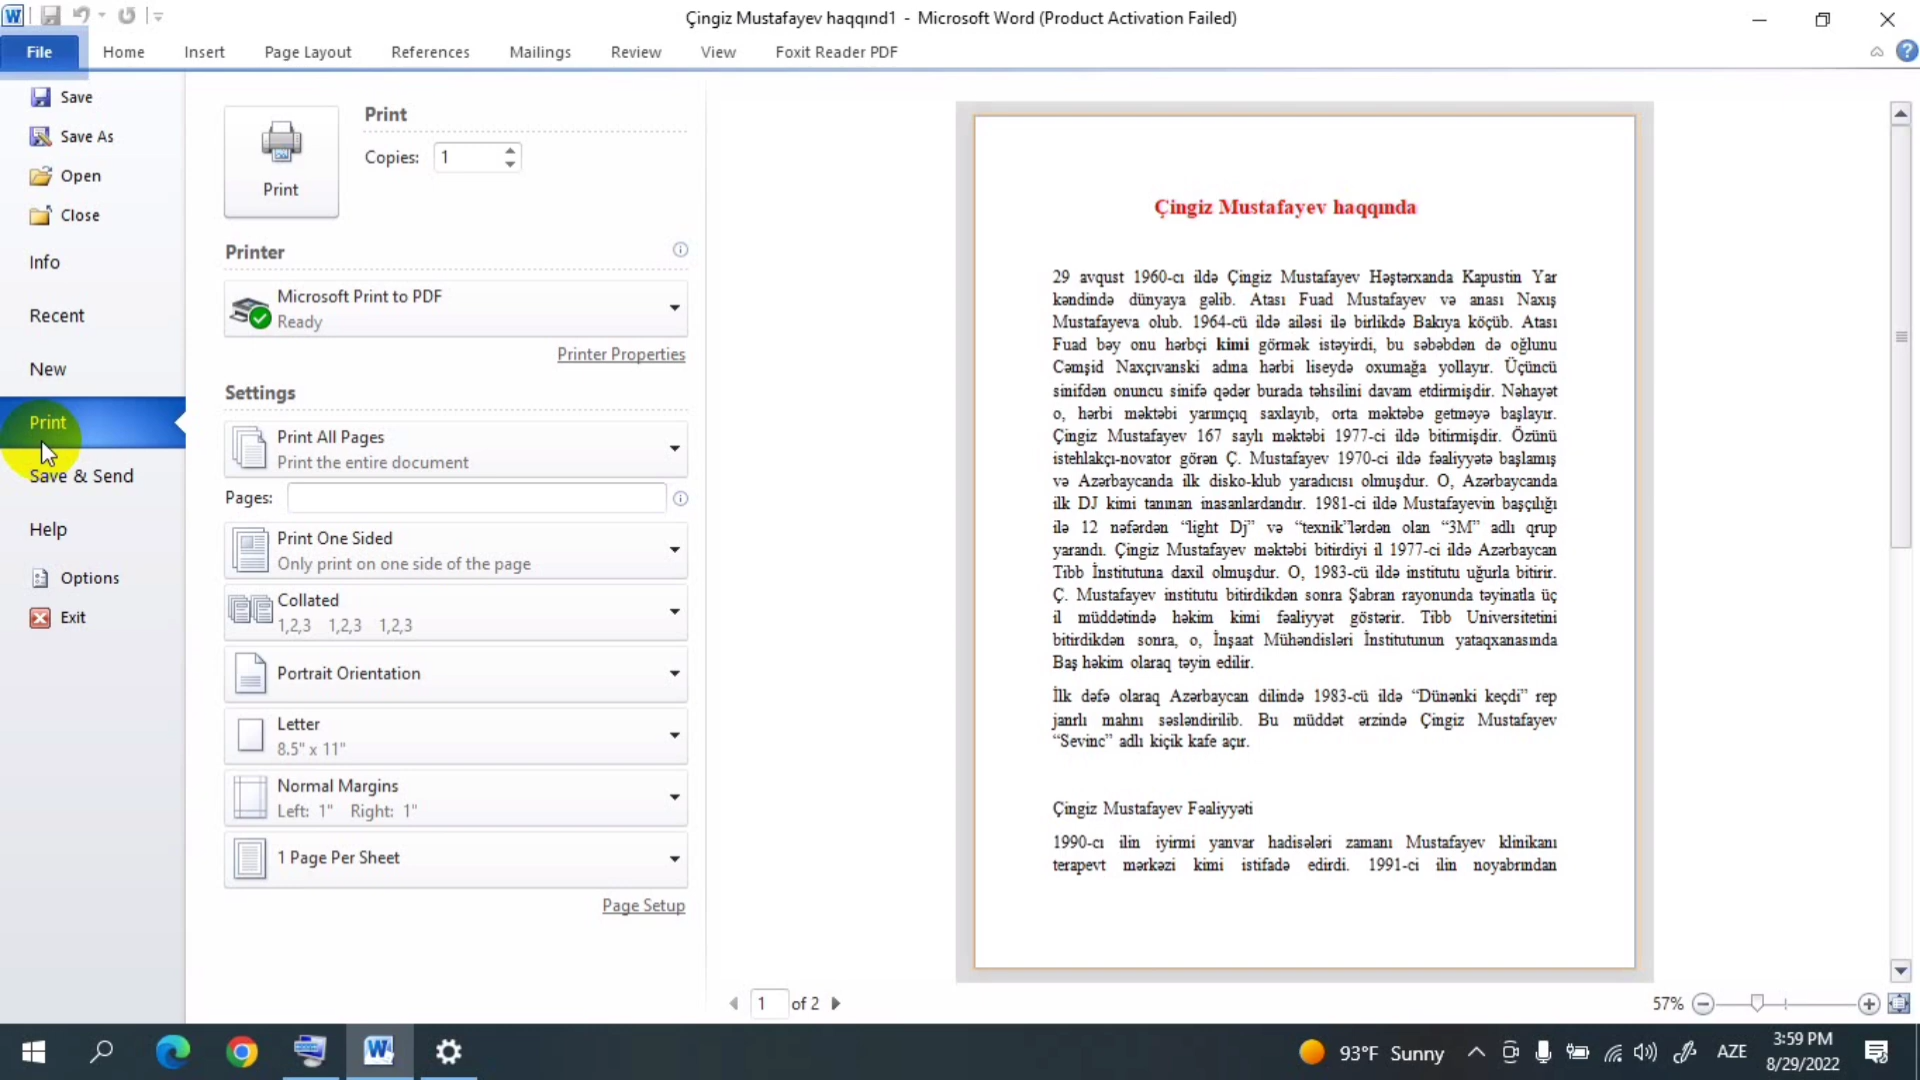 Çingiz Mustafayev haqqınd1 - Microsoft Word (Product Activation Failed)
File Home Insert Page Layout References Mailings Review View Foxit Reader PDF
Save
Save As
Open
Close
Info
Recent
New
Print
Save & Send
Help
Options
Exit
Print
Print
Copies: 1
Printer
Microsoft Print to PDF
Ready
Printer Properties
Settings
Print All Pages
Print the entire document
Pages:
Print One Sided
Only print on one side of the page
Collated
1,2,3 1,2,3 1,2,3
Portrait Orientation
Letter
8.5" x 11"
Normal Margins
Left: 1" Right: 1"
1 Page Per Sheet
Page Setup
Çingiz Mustafayev haqqında
29 avqust 1960-cı ildə Çingiz Mustafayev Həştərxanda Kapustin Yar
kəndində dünyaya gəlib. Atası Fuad Mustafayev və anası Naxış
Mustafayeva olub. 1964-cü ildə ailəsi ilə birlikdə Bakıya köçüb. Atası
Fuad bəy onu hərbçi kimi görmək istəyirdi, bu səbəbdən də oğlunu
Cəmşid Naxçıvanski adına hərbi liseydə oxumağa yollayır. Üçüncü
sinifdən onuncu sinifə qədər burada təhsilini davam etdirmişdir. Nəhayət
o, hərbi məktəbi yarımçıq saxlayıb, orta məktəbə getməyə başlayır.
Çingiz Mustafayev 167 saylı məktəbi 1977-ci ildə bitirmişdir. Özünü
istehlakçı-novator görən Ç. Mustafayev 1970-ci ildə fəaliyyətə başlamış
və Azərbaycanda ilk disko-klub yaradıcısı olmuşdur. O, Azərbaycanda
ilk DJ kimi tanınan inasanlardandır. 1981-ci ildə Mustafayevin başçılığı
ilə 12 nəfərdən “light Dj” və “texnik”lərdən olan “3M” adlı qrup
yarandı. Çingiz Mustafayev məktəbi bitirdiyi il 1977-ci ildə Azərbaycan
Tibb İnstitutuna daxil olmuşdur. O, 1983-cü ildə institutu uğurla bitirir.
Ç. Mustafayev institutu bitirdikdən sonra Şabran rayonunda təyinatla üç
il müddətində həkim kimi fəaliyyət göstərir. Tibb Universitetini
bitirdikdən sonra, o, İnşaat Mühəndisləri İnstitutunun yataqxanasında
Baş həkim olaraq təyin edilir.
İlk dəfə olaraq Azərbaycan dilində 1983-cü ildə “Dünənki keçdi” rep
janrlı mahnı səsləndirilib. Bu müddət ərzində Çingiz Mustafayev
“Sevinc” adlı kiçik kafe açır.
Çingiz Mustafayev Fəaliyyəti
1990-cı ilin iyirmi yanvar hadisələri zamanı Mustafayev klinikanı
terapevt mərkəzi kimi istifadə edirdi. 1991-ci ilin noyabrından
1 of 2
57%
93°F Sunny
AZE
3:59 PM
8/29/2022